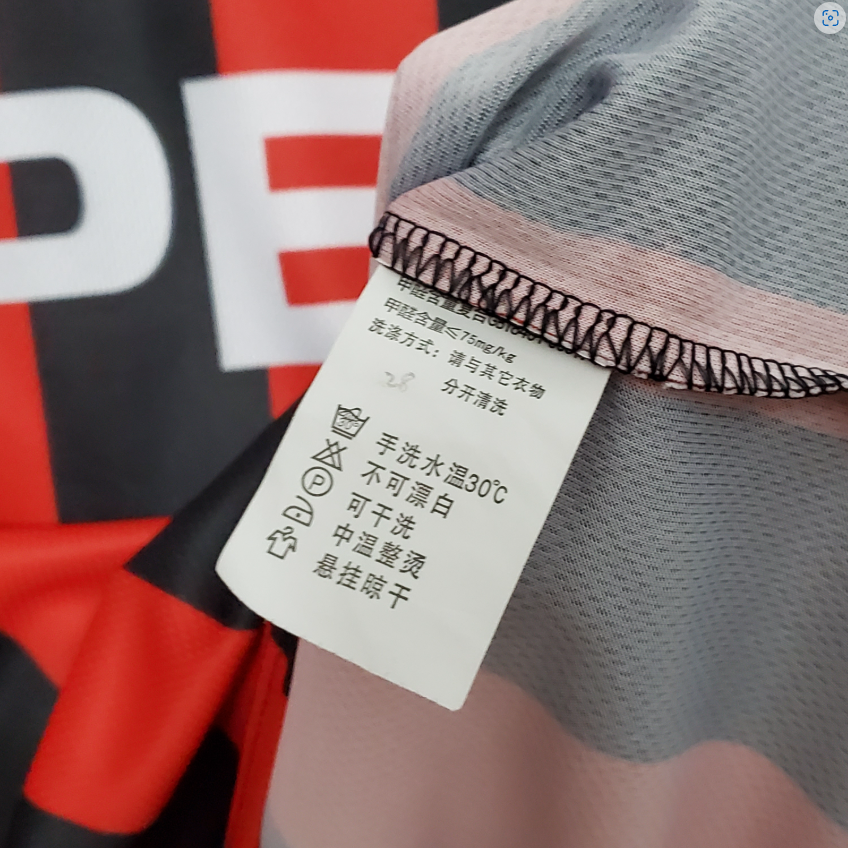 PE
甲醛含量≤75mg/kg
洗涤方式：请与其它衣物
分开清洗
28
30°
手洗水温30℃
不可漂白
P
可干洗
中温整烫
悬挂晾干